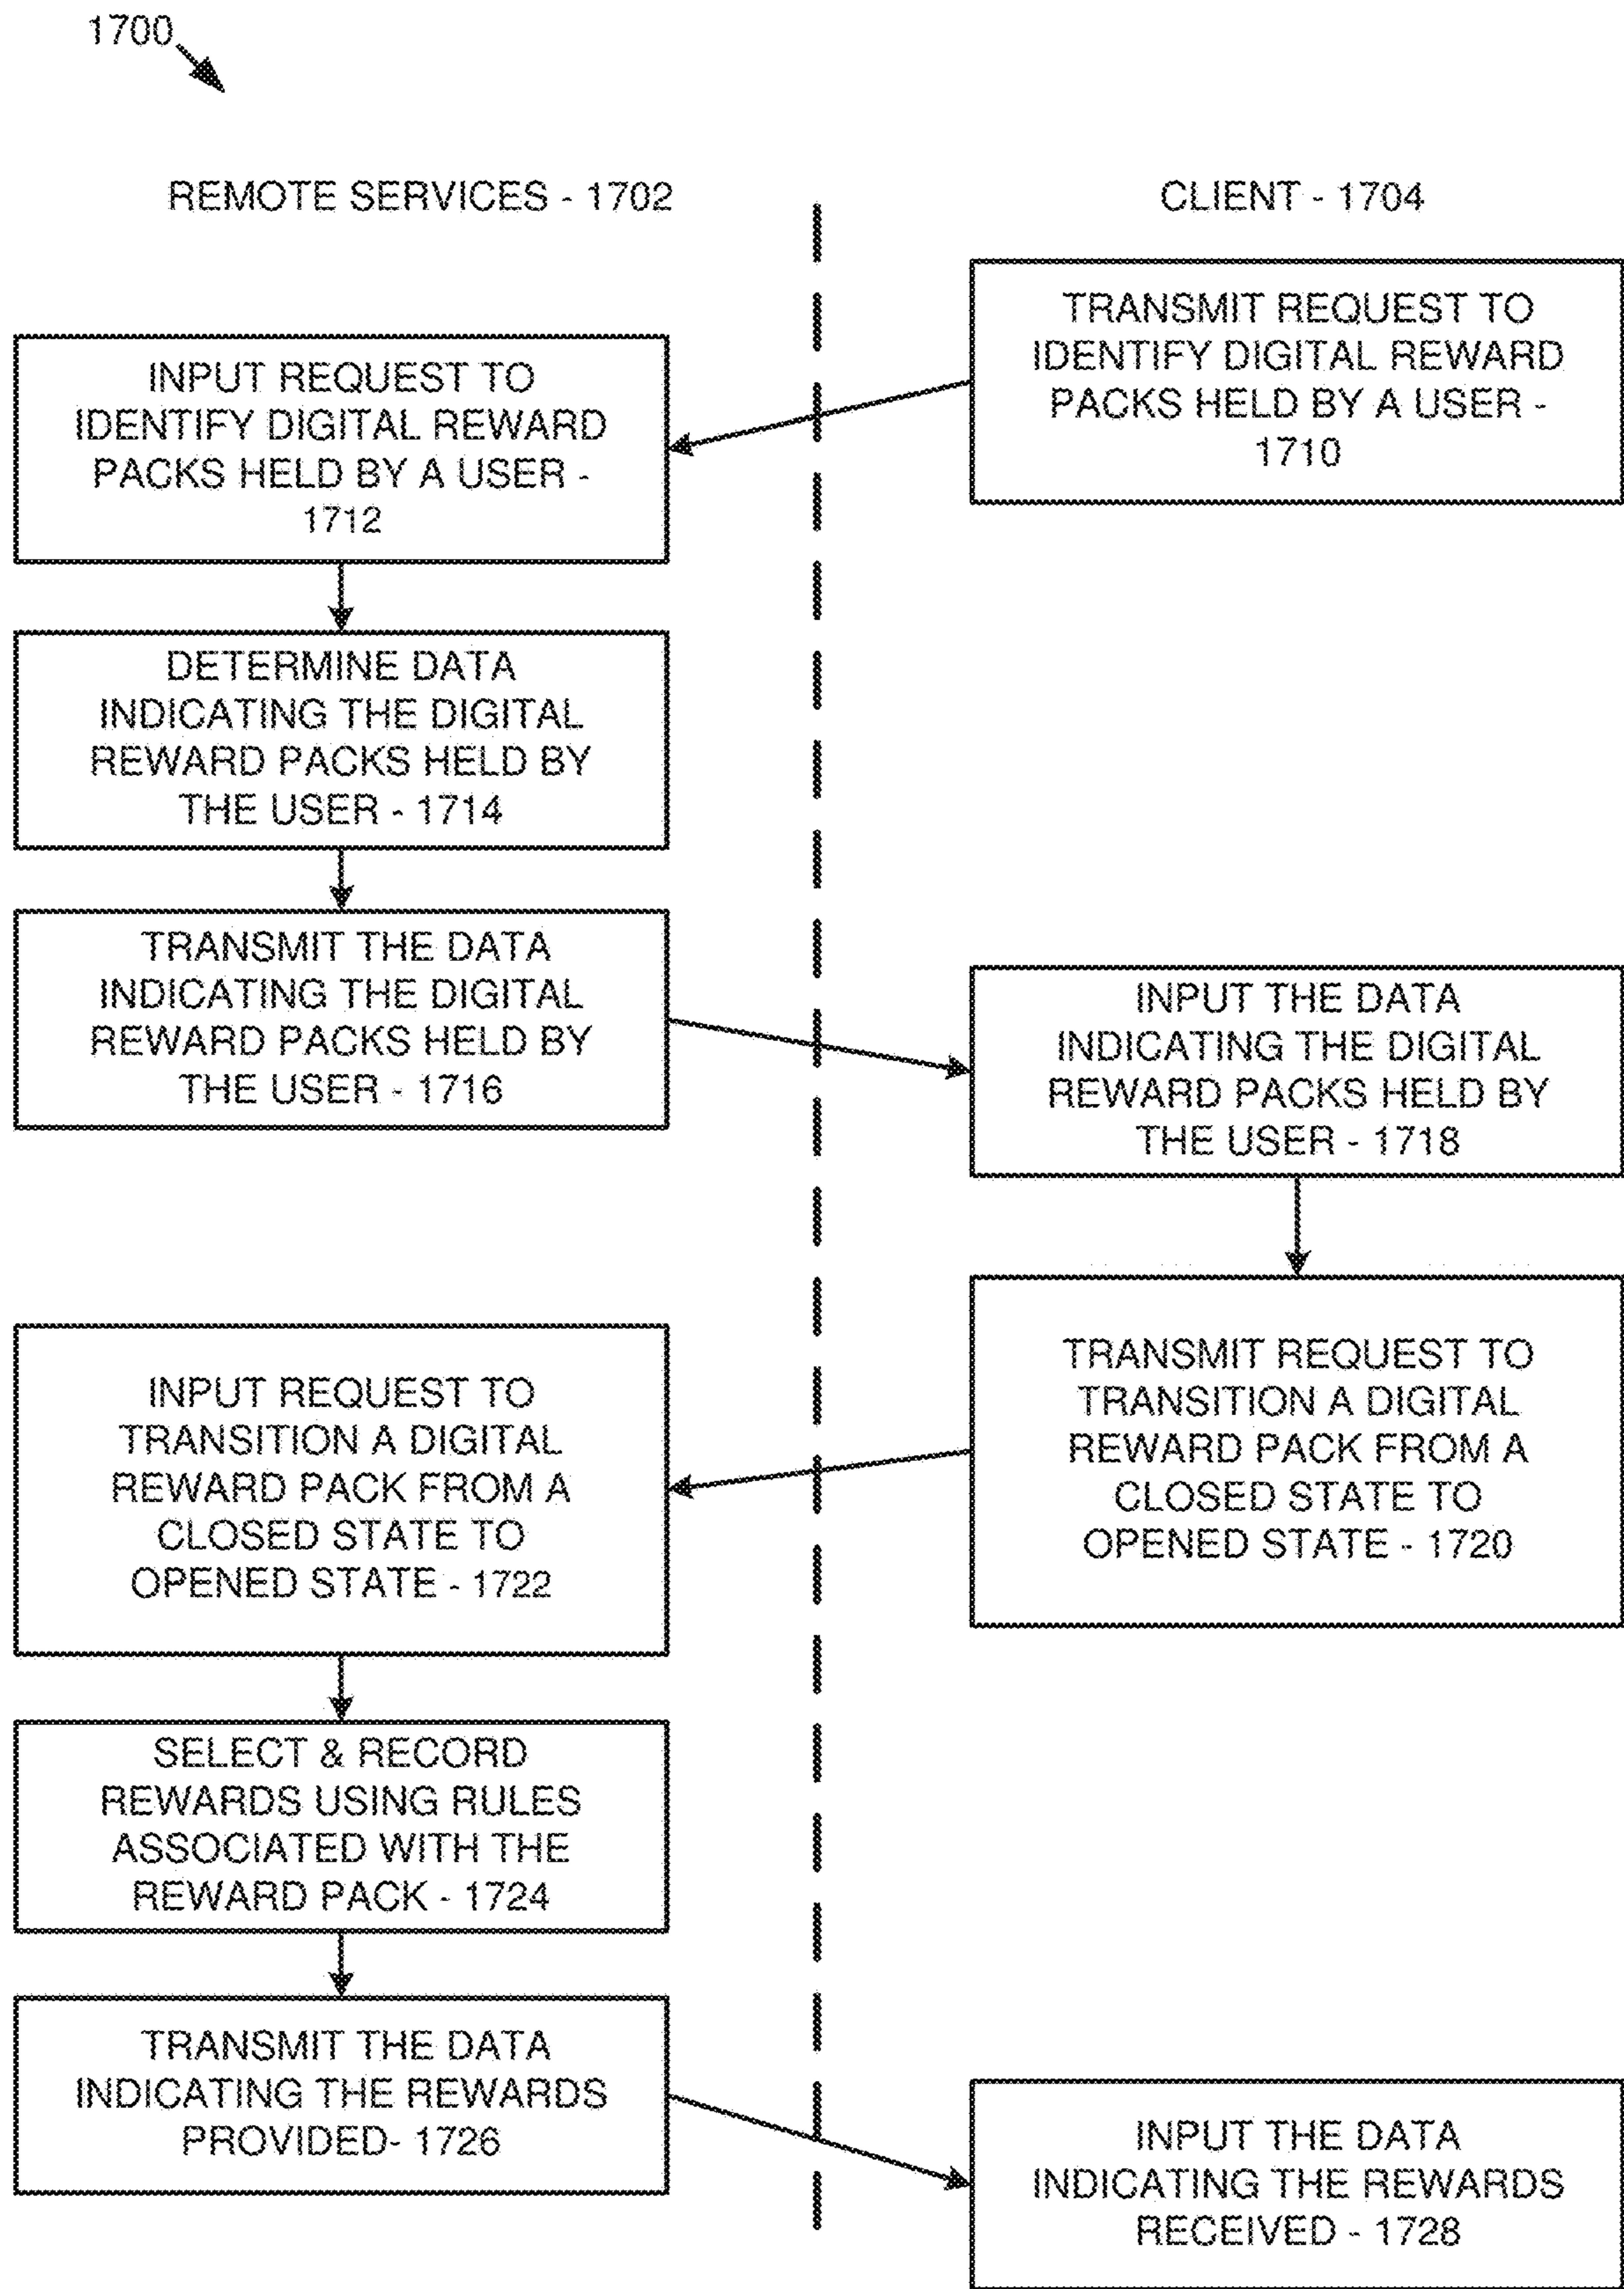 1700
REMOTE SERVICES - 1702
CLIENT - 1704
TRANSMIT REQUEST TO
IDENTIFY DIGITAL REWARD
PACKS HELD BY A USER -
1710
INPUT REQUEST TO
IDENTIFY DIGITAL REWARD
PACKS HELD BY A USER -
1712
DETERMINE DATA
INDICATING THE DIGITAL
REWARD PACKS HELD BY
THE USER - 1714
TRANSMIT THE DATA
INDICATING THE DIGITAL
REWARD PACKS HELD BY
THE USER - 1716
INPUT THE DATA
INDICATING THE DIGITAL
REWARD PACKS HELD BY
THE USER - 1718
TRANSMIT REQUEST TO
TRANSITION A DIGITAL
REWARD PACK FROM A
CLOSED STATE TO
OPENED STATE - 1720
INPUT REQUEST TO
TRANSITION A DIGITAL
REWARD PACK FROM A
CLOSED STATE TO
OPENED STATE - 1722
SELECT & RECORD
REWARDS USING RULES
ASSOCIATED WITH THE
REWARD PACK - 1724
TRANSMIT THE DATA
INDICATING THE REWARDS
PROVIDED- 1726
INPUT THE DATA
INDICATING THE REWARDS
RECEIVED - 1728